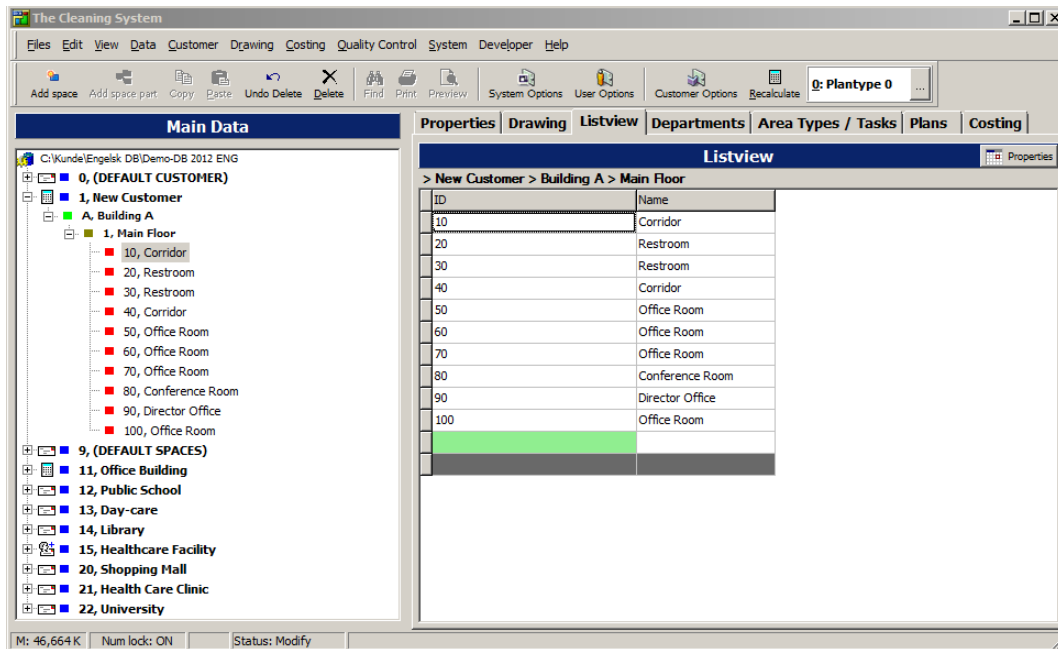 The Cleaning System
Files Edit View Data Customer Drawing Costing Quality Control System Developer Help
Add space Add space part Copy Paste Undo Delete Delete Find Print Preview System Options User Options Customer Options Recalculate 0: Plantype 0 ...
Main Data
C:\Kunde\Engelsk DB\Demo-DB 2012 ENG
0, (DEFAULT CUSTOMER)
1, New Customer
A, Building A
1, Main Floor
10, Corridor
20, Restroom
30, Restroom
40, Corridor
50, Office Room
60, Office Room
70, Office Room
80, Conference Room
90, Director Office
100, Office Room
9, (DEFAULT SPACES)
11, Office Building
12, Public School
13, Day-care
14, Library
15, Healthcare Facility
20, Shopping Mall
21, Health Care Clinic
22, University
Properties Drawing Listview Departments Area Types / Tasks Plans Costing
Listview Properties
> New Customer > Building A > Main Floor
ID Name
10 Corridor
20 Restroom
30 Restroom
40 Corridor
50 Office Room
60 Office Room
70 Office Room
80 Conference Room
90 Director Office
100 Office Room
M: 46,664 K Num lock: ON Status: Modify